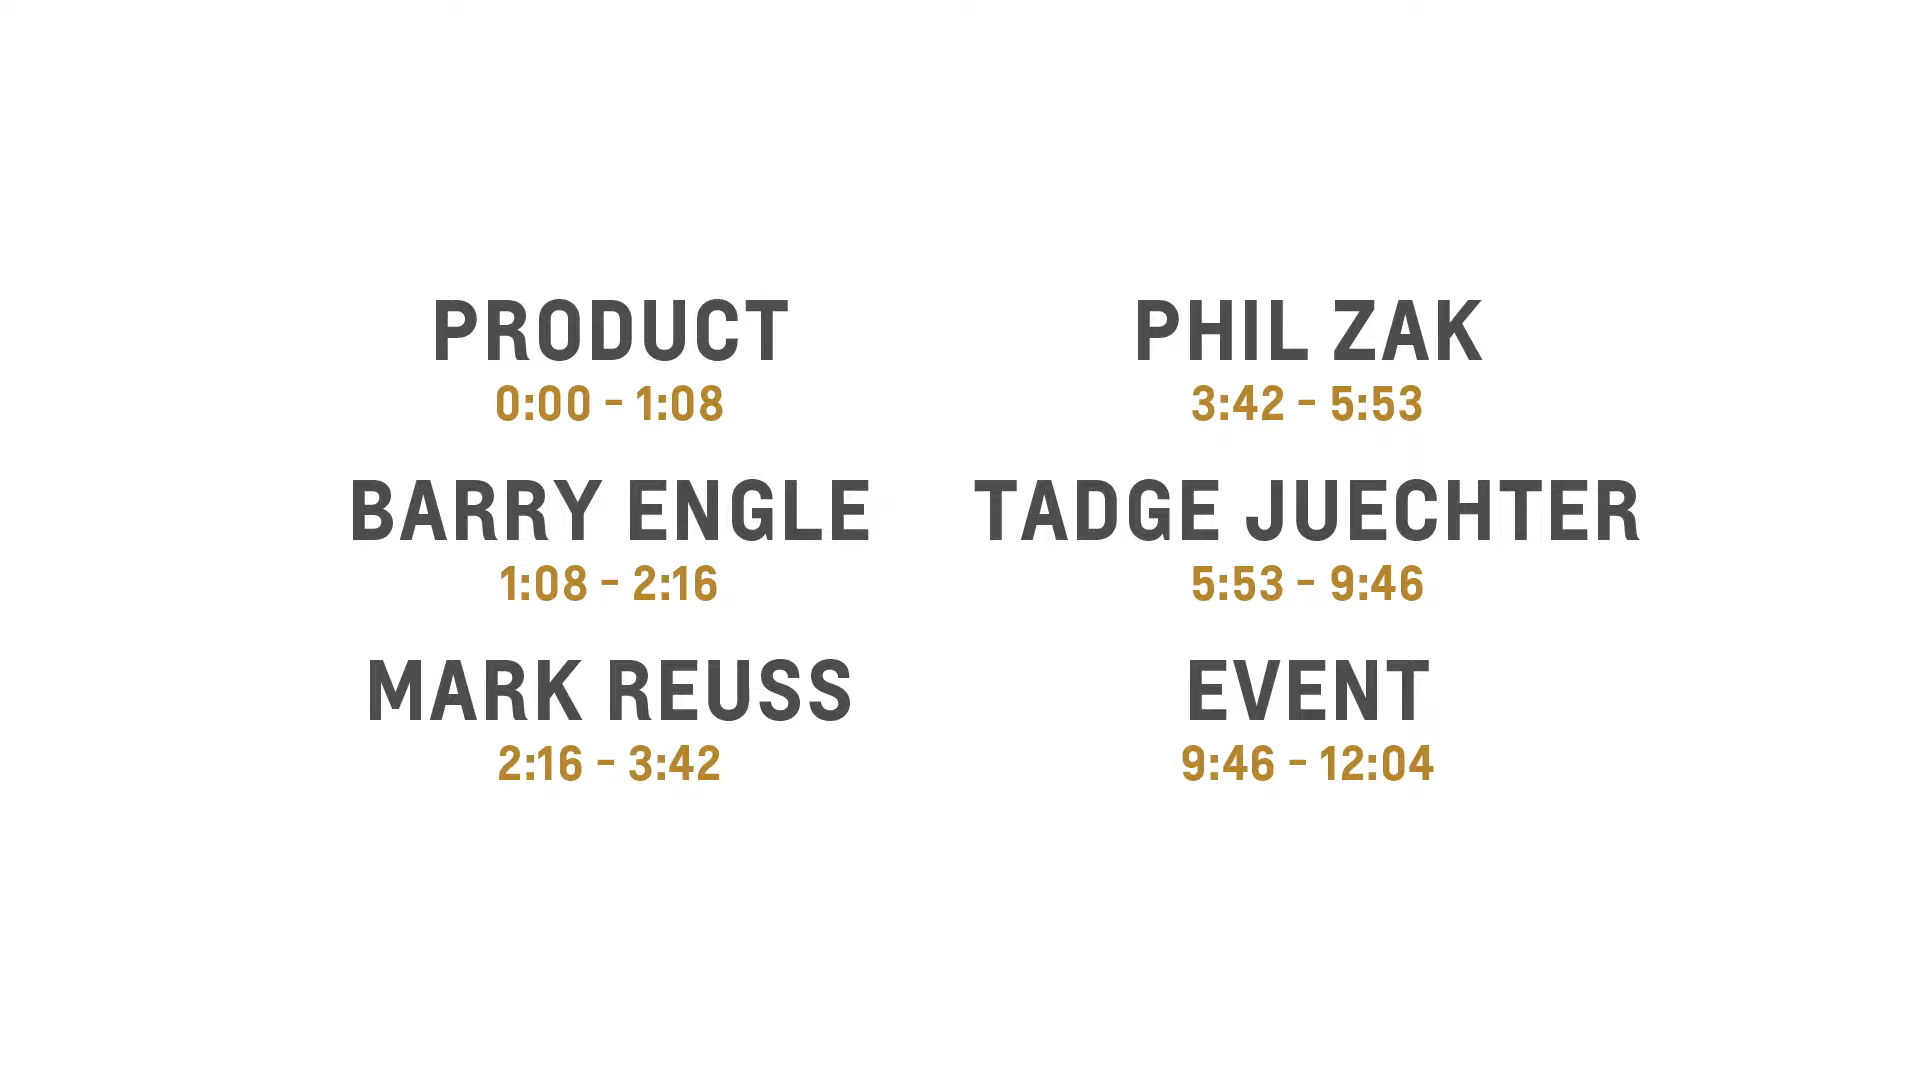 PRODUCT
0:00 - 1:08
BARRY ENGLE
1:08 - 2:16
MARK REUSS
2:16 - 3:42
PHIL ZAK
3:42 - 5:53
TADGE JUECHTER
5:53 - 9:46
EVENT
9:46 - 12:04